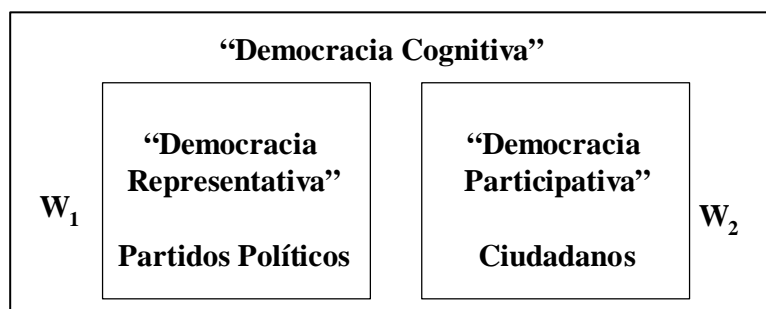 “Democracia Cognitiva”
“Democracia
Representativa”
Partidos Políticos
W1
“Democracia
Participativa”
Ciudadanos
W2